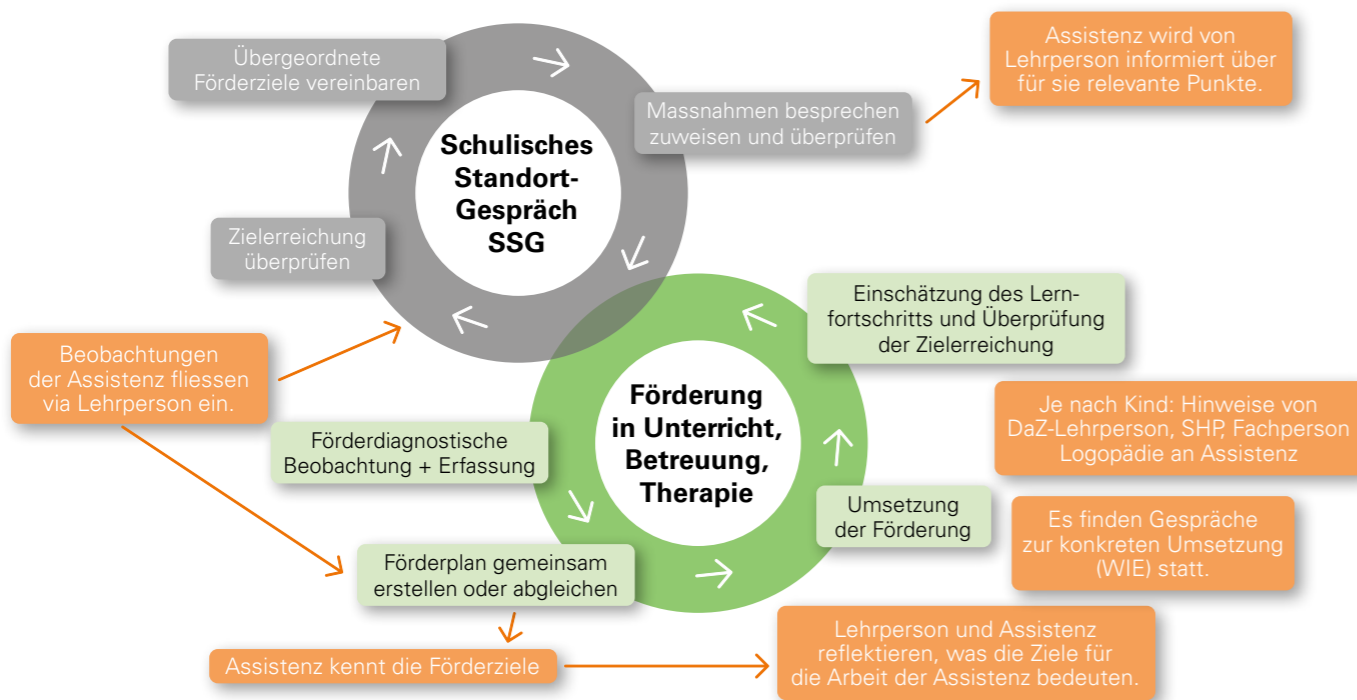 Übergeordnete
Förderziele vereinbaren
Assistenz wird von
Lehrperson informiert über
für sie relevante Punkte.
Massnahmen besprechen
zuweisen und überprüfen
Schulisches
Standort-
Gespräch
SSG
Zielerreichung
überprüfen
Einschätzung des Lern-
fortschritts und Überprüfung
der Zielerreichung
Beobachtungen
der Assistenz fliessen
via Lehrperson ein.
Förderung
in Unterricht,
Betreuung,
Therapie
Je nach Kind: Hinweise von
DaZ-Lehrperson, SHP, Fachperson
Logopädie an Assistenz
Förderdiagnostische
Beobachtung + Erfassung
Umsetzung
der Förderung
Es finden Gespräche
zur konkreten Umsetzung
(WIE) statt.
Förderplan gemeinsam
erstellen oder abgleichen
Assistenz kennt die Förderziele
Lehrperson und Assistenz
reflektieren, was die Ziele für
die Arbeit der Assistenz bedeuten.